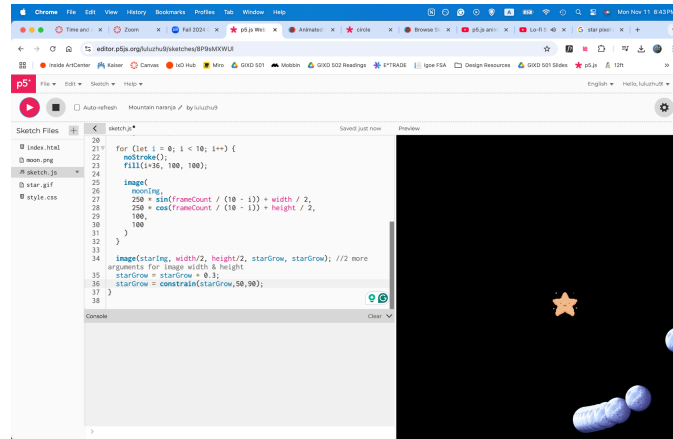 Chrome File Edit View History Bookmarks Profiles Tab Window Help Mon Nov 11 8:43PM
Time and Zoom Fall 2024 p5.js Web Animated circle Browse p5.js anim Lo-fi S star pixel
editor.p5js.org/luluzhu9/sketches/8P9sMXWUI
Inside ArtCenter Kaiser Canvas IxD Hub Miro GIXD 501 Mobbin GIXD 502 Readings E*TRADE Igoe FSA Design Resources GIXD 501 Slides p5.js 12ft
p5* File Edit Sketch Help English Hello, luluzhu9!
Auto-refresh Mountain naranja by luluzhu9
Sketch Files + sketch.js Saved: just now Preview
index.html
moon.png
sketch.js
star.gif
style.css
20
21 for (let i = 0; i < 10; i++) {
22 noStroke();
23 fill(i*36, 100, 100);
24
25 image(
26 moonImg,
27 250 * sin(frameCount / (10 - i)) + width / 2,
28 250 * cos(frameCount / (10 - i)) + height / 2,
29 100,
30 100
31 )
32 }
33
34 image(starImg, width/2, height/2, starGrow, starGrow); //2 more
arguments for image width & height
35 starGrow = starGrow + 0.3;
36 starGrow = constrain(starGrow,50,90);
37 }
38
Console Clear
>